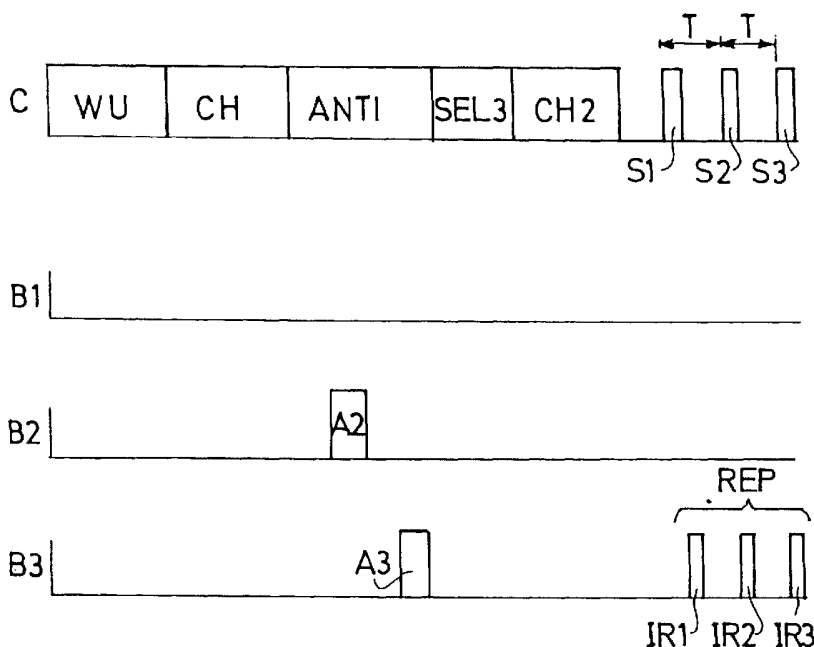 T T
C WU CH ANTI SEL3 CH2
S1 S2 S3
B1
B2 A2
REP
B3 A3
IR1 IR2 IR3